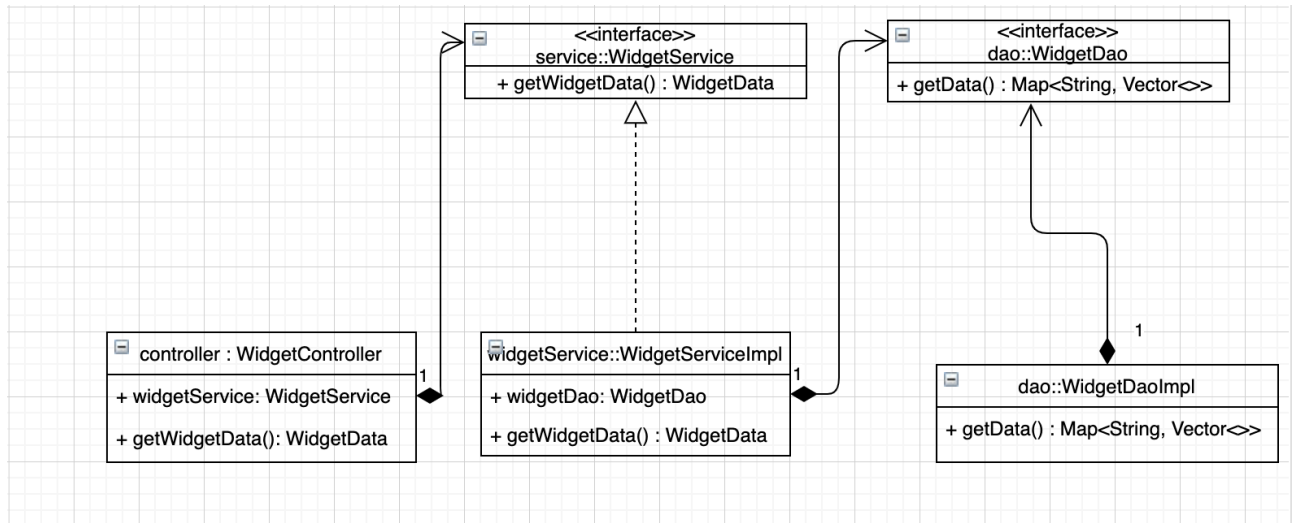 <<interface>>
service::WidgetService
+ getWidgetData() : WidgetData
<<interface>>
dao::WidgetDao
+ getData() : Map<String, Vector<>>
controller : WidgetController
+ widgetService: WidgetService
+ getWidgetData(): WidgetData
1
widgetService::WidgetServiceImpl
+ widgetDao: WidgetDao
+ getWidgetData() : WidgetData
1
1
dao::WidgetDaoImpl
+ getData() : Map<String, Vector<>>